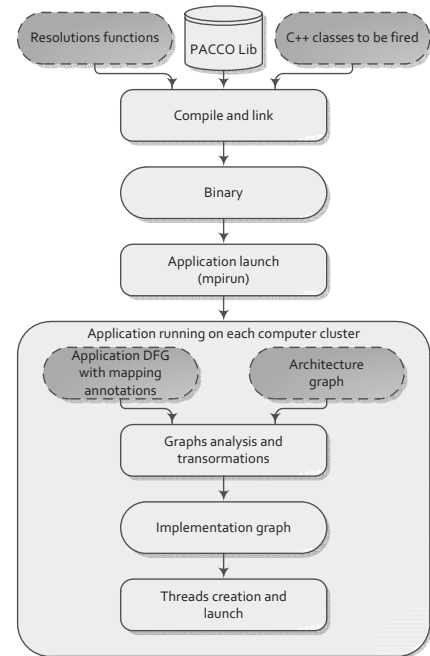 Resolutions functions
PACCO Lib
C++ classes to be fired
Compile and link
Binary
Application launch
(mpirun)
Application running on each computer cluster
Application DFG
with mapping
annotations
Architecture
graph
Graphs analysis and
transormations
Implementation graph
Threads creation and
launch